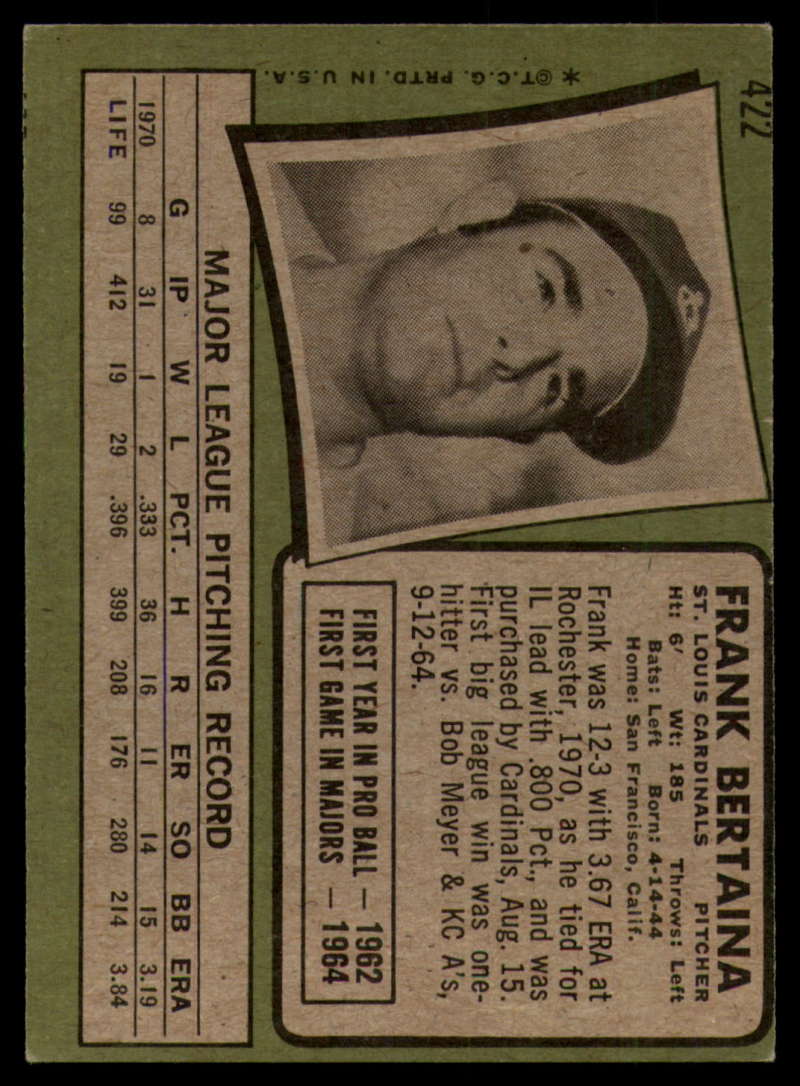 422
FRANK BERTAINA
ST. LOUIS CARDINALS PITCHER
Ht: 6' Wt: 185 Throws: Left
Bats: Left Born: 4-14-44
Home: San Francisco, Calif.
Frank was 12-3 with 3.67 ERA at
Rochester, 1970, as he tied for
IL lead with .800 Pct., and was
purchased by Cardinals, Aug. 15.
First big league win was one-
hitter vs. Bob Meyer & KC A's,
9-12-64.
FIRST YEAR IN PRO BALL — 1962
FIRST GAME IN MAJORS — 1964
B
MAJOR LEAGUE PITCHING RECORD
G IP W L PCT. H R ER SO BB ERA
1970 8 31 1 2 .333 36 16 11 14 15 3.19
LIFE 99 412 19 29 .396 399 208 176 280 214 3.84
*©T.C.G. PRTD. IN U.S.A.